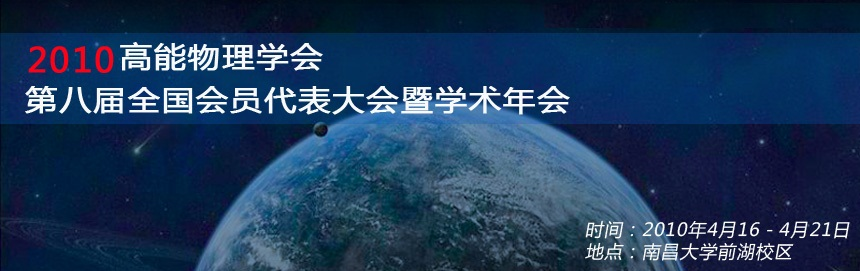 2010高能物理学会
第八届全国会员代表大会暨学术年会
时间：2010年4月16 - 4月21日
地点：南昌大学前湖校区